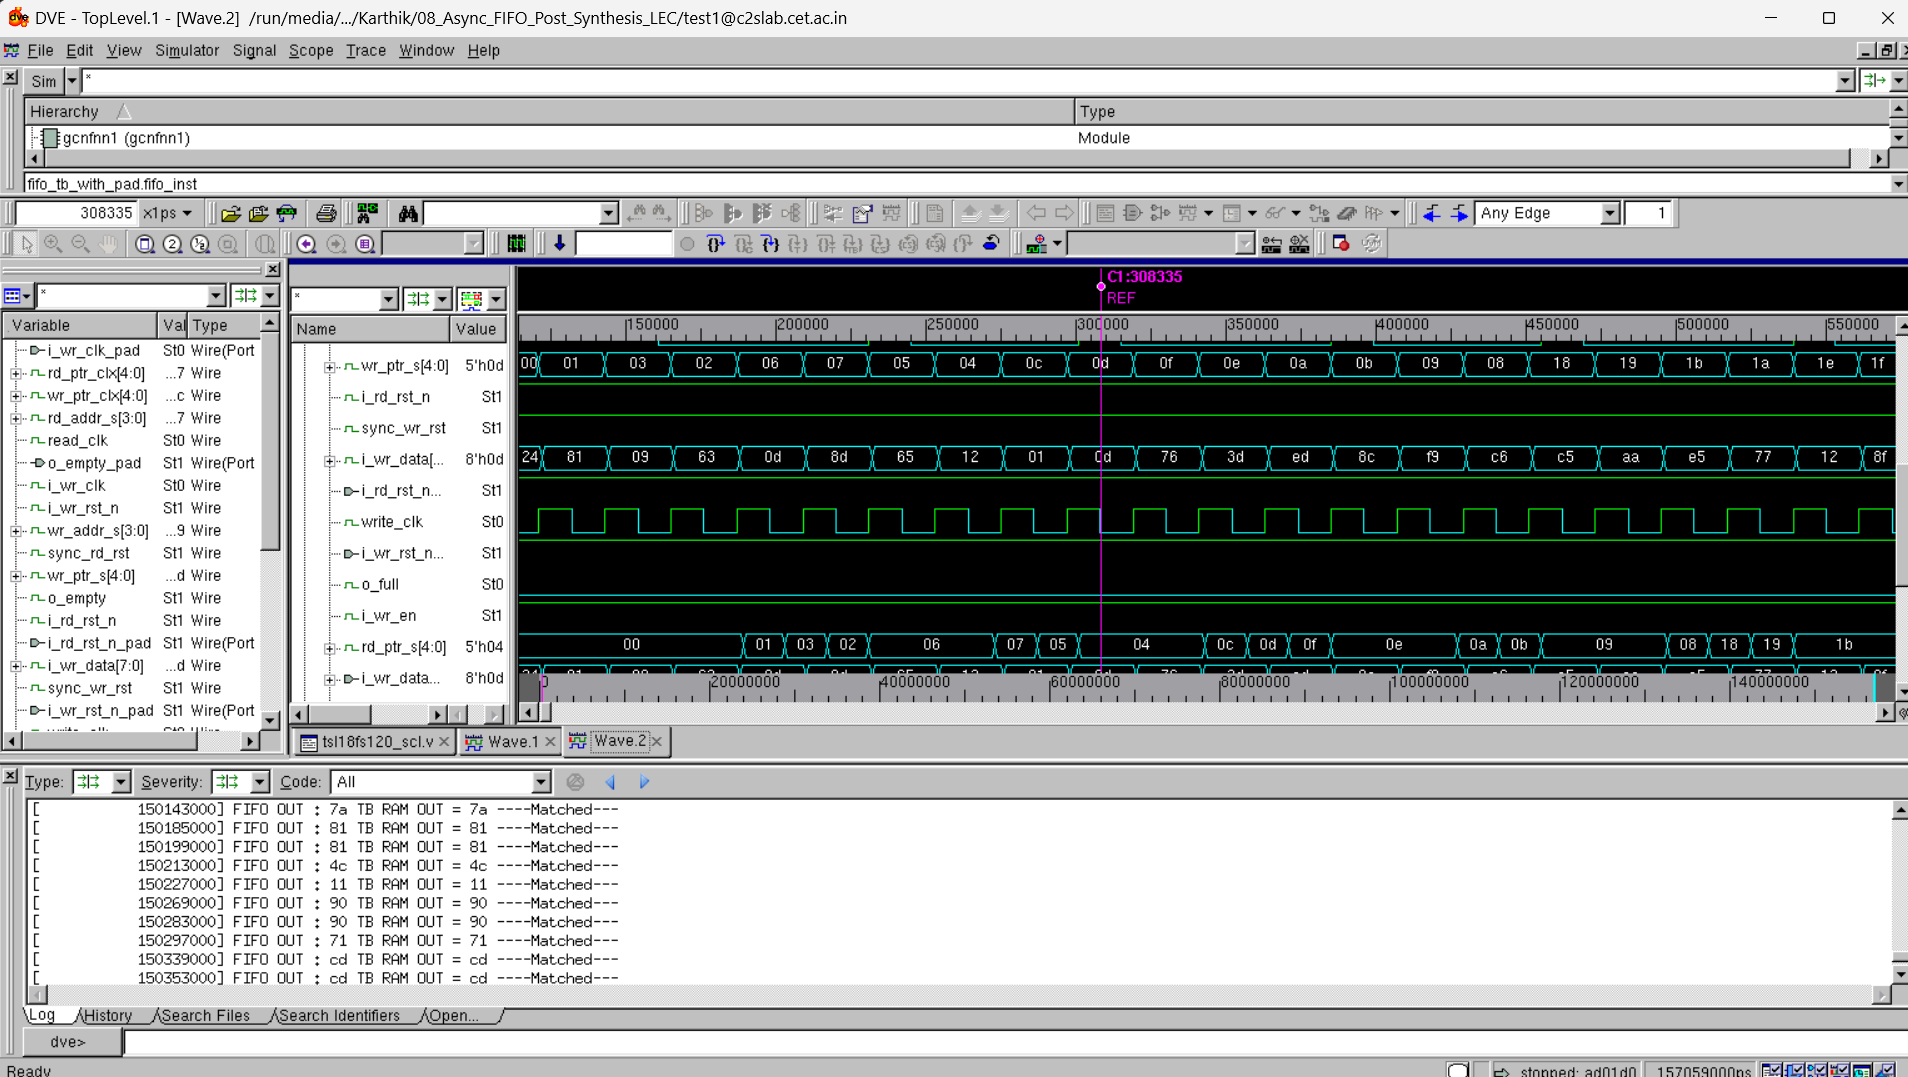 DVE - TopLevel.1 - [Wave.2] /run/media/.../Karthik/08_Async_FIFO_Post_Synthesis_LEC/test1@c2slab.cet.ac.in
File Edit View Simulator Signal Scope Trace Window Help
Sim *
Hierarchy Type
gcnfnn1 (gcnfnn1) Module
fifo_tb_with_pad.fifo_inst
308335 x1ps Any Edge 1
C1:308335
REF
* *
Variable Val Type
i_wr_clk_pad St0 Wire(Port
rd_ptr_clx[4:0] ...7 Wire
wr_ptr_clx[4:0] ...c Wire
rd_addr_s[3:0] ...7 Wire
read_clk St0 Wire
o_empty_pad St1 Wire(Port
i_wr_clk St0 Wire
i_wr_rst_n St1 Wire
wr_addr_s[3:0] ...9 Wire
sync_rd_rst St1 Wire
wr_ptr_s[4:0] ...d Wire
o_empty St1 Wire
i_rd_rst_n St1 Wire
i_rd_rst_n_pad St1 Wire(Port
i_wr_data[7:0] ...d Wire
sync_wr_rst St1 Wire
i_wr_rst_n_pad St1 Wire(Port
Name Value
150000 200000 250000 300000 350000 400000 450000 500000 550000
wr_ptr_s[4:0] 5'h0d 00 01 03 02 06 07 05 04 0c 0d 0f 0e 0a 0b 09 08 18 19 1b 1a 1e 1f
i_rd_rst_n St1
sync_wr_rst St1
i_wr_data[... 8'h0d 24 81 09 63 0d 8d 65 12 01 0d 76 3d ed 8c f9 c6 c5 aa e5 77 12 8f
i_rd_rst_n... St1
write_clk St0
i_wr_rst_n... St1
o_full St0
i_wr_en St1
rd_ptr_s[4:0] 5'h04 00 01 03 02 06 07 05 04 0c 0d 0f 0e 0a 0b 09 08 18 19 1b
i_wr_data... 8'h0d
0 20000000 40000000 60000000 80000000 100000000 120000000 140000000
tsl18fs120_scl.v Wave.1 Wave.2
Type: Severity: Code: All
[ 150143000] FIFO OUT : 7a TB RAM OUT = 7a ----Matched---
[ 150185000] FIFO OUT : 81 TB RAM OUT = 81 ----Matched---
[ 150199000] FIFO OUT : 81 TB RAM OUT = 81 ----Matched---
[ 150213000] FIFO OUT : 4c TB RAM OUT = 4c ----Matched---
[ 150227000] FIFO OUT : 11 TB RAM OUT = 11 ----Matched---
[ 150269000] FIFO OUT : 90 TB RAM OUT = 90 ----Matched---
[ 150283000] FIFO OUT : 90 TB RAM OUT = 90 ----Matched---
[ 150297000] FIFO OUT : 71 TB RAM OUT = 71 ----Matched---
[ 150339000] FIFO OUT : cd TB RAM OUT = cd ----Matched---
[ 150353000] FIFO OUT : cd TB RAM OUT = cd ----Matched---
Log History Search Files Search Identifiers Open...
dve>
Ready stopped: ad01d0 157059000ps